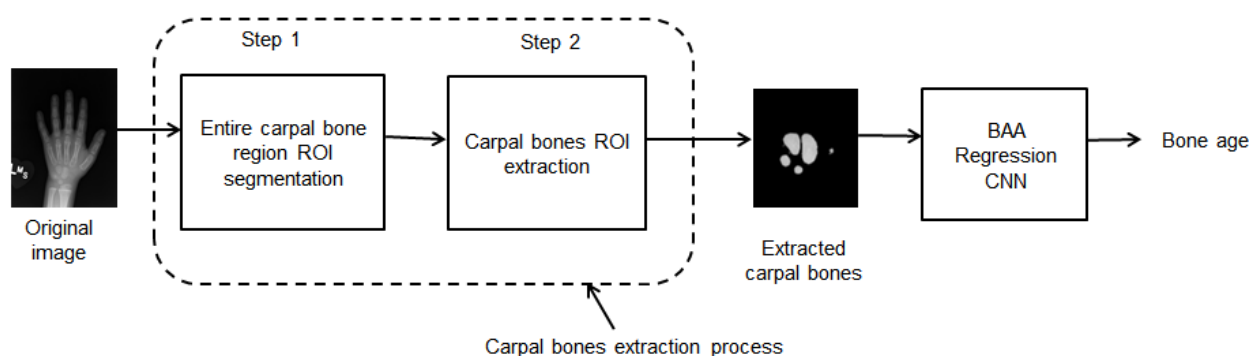 Step 1
Step 2
Entire carpal bone
region ROI
segmentation
Carpal bones ROI
extraction
BAA
Regression
CNN
Bone age
LMS
Original
image
Extracted
carpal bones
Carpal bones extraction process